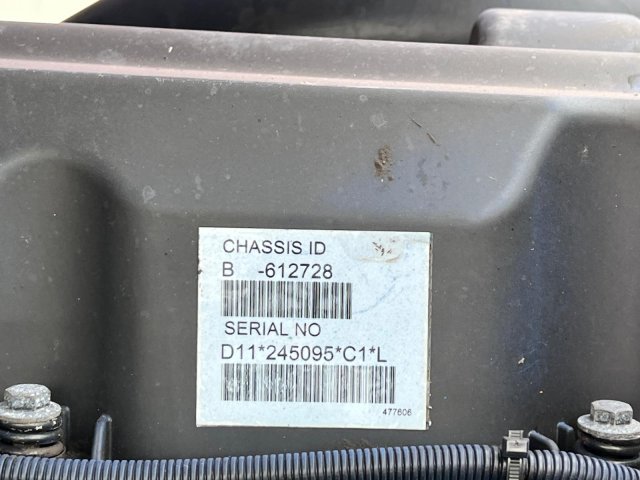 CHASSIS ID
B -612728
SERIAL NO
D11*245095*C1*L
477606